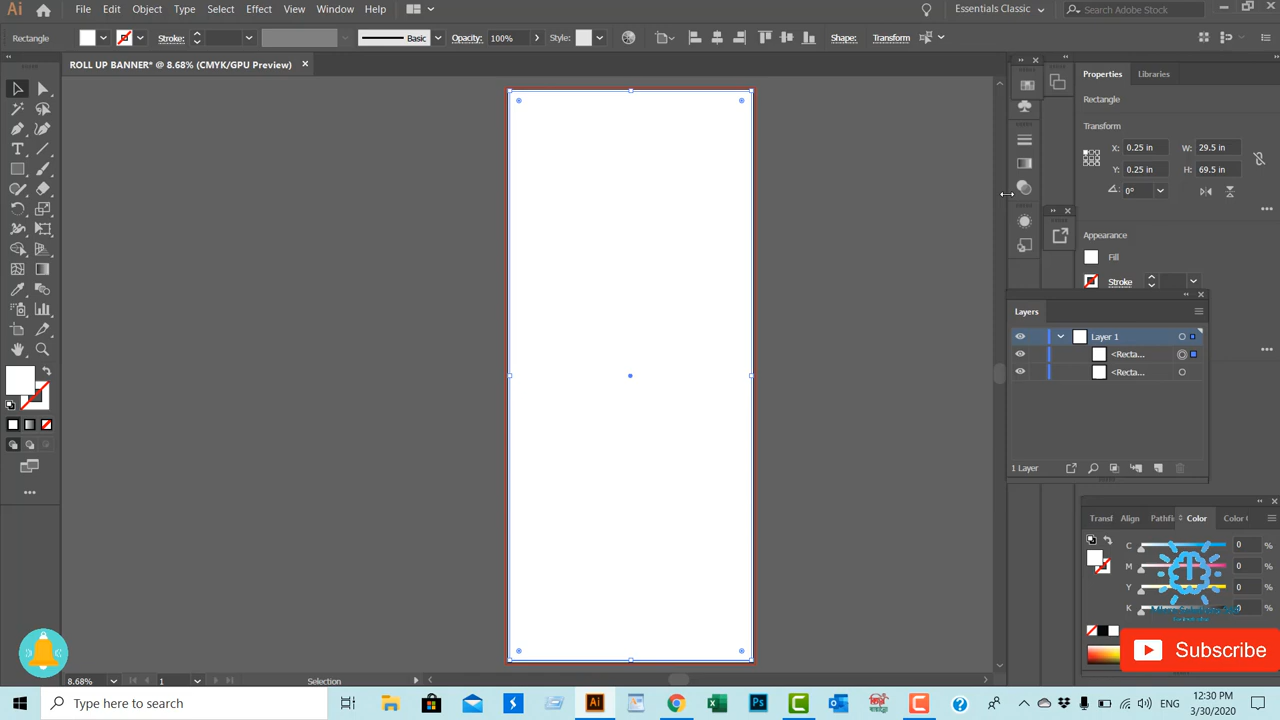 Ai File Edit Object Type Select Effect View Window Help Essentials Classic Search Adobe Stock
Rectangle Stroke: Basic Opacity: 100% Style: Shape: Transform
ROLL UP BANNER* @ 8.68% (CMYK/GPU Preview) ×
Properties Libraries
Rectangle
Transform
X: 0.25 in W: 29.5 in
Y: 0.25 in H: 69.5 in
0°
Appearance
Fill
Stroke
Layers
Layer 1
<Recta...
<Recta...
1 Layer
Transf Align Pathfi Color Color (
C 0 %
M 0 %
Y 0 %
K 0 %
Subscribe
8.68% 1 Selection
Type here to search
Ai
Ps
ENG
12:30 PM
3/30/2020